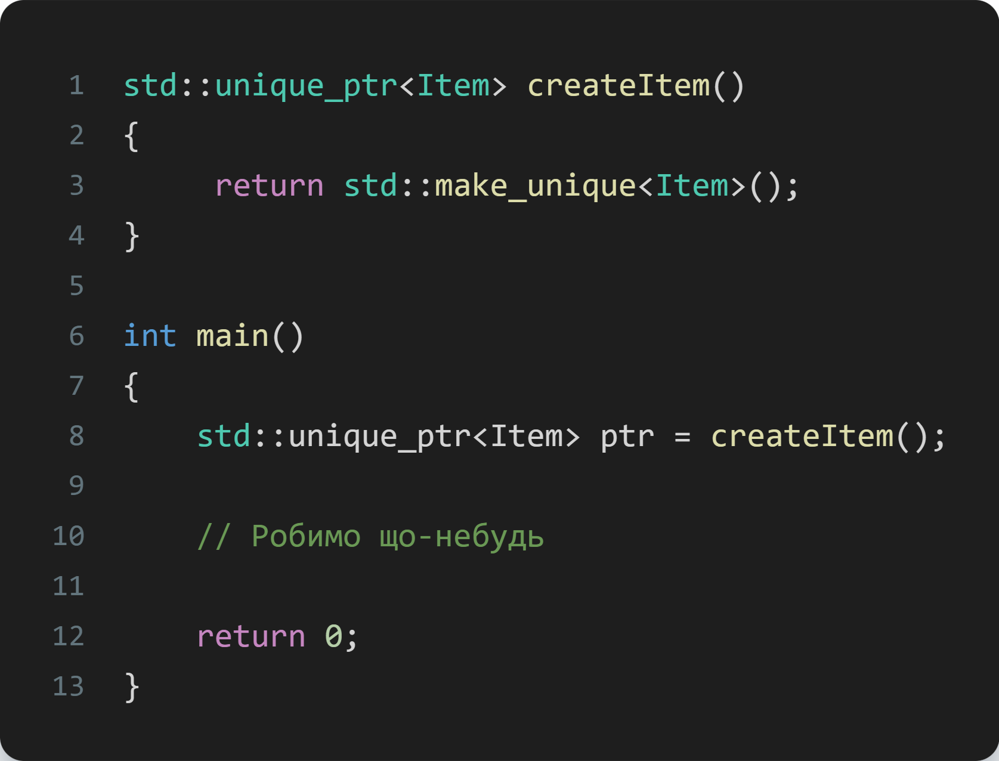 1 std::unique_ptr<Item> createItem()
2 {
3 return std::make_unique<Item>();
4 }
5
6 int main()
7 {
8 std::unique_ptr<Item> ptr = createItem();
9
10 // Робимо що-небудь
11
12 return 0;
13 }